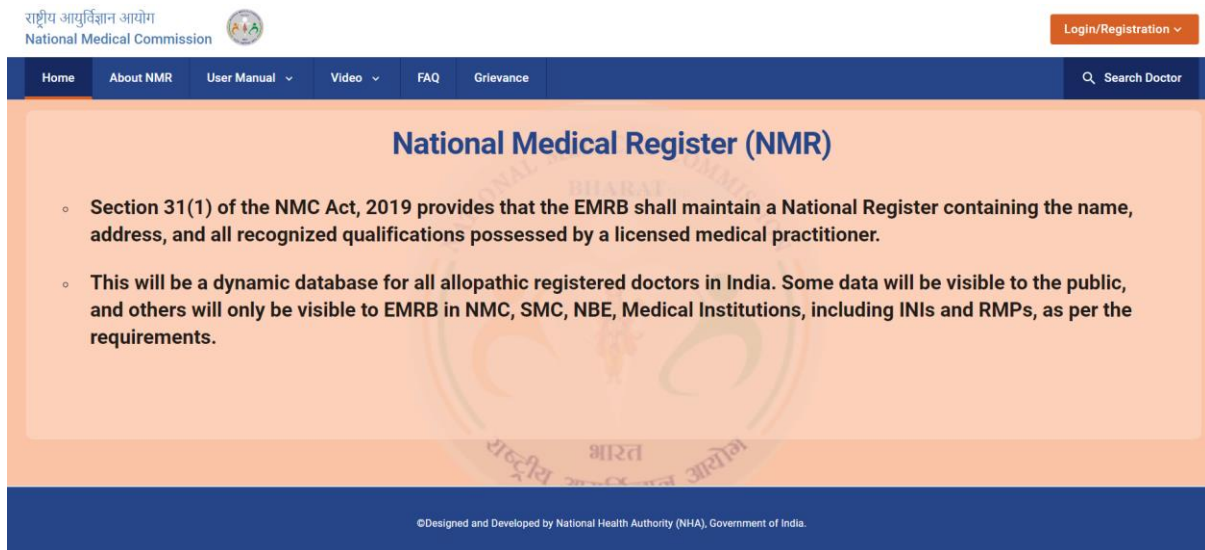 राष्ट्रीय आयुर्विज्ञान आयोग
National Medical Commission
Login/Registration
Home About NMR User Manual Video FAQ Grievance Search Doctor
National Medical Register (NMR)
Section 31(1) of the NMC Act, 2019 provides that the EMRB shall maintain a National Register containing the name,
address, and all recognized qualifications possessed by a licensed medical practitioner.
This will be a dynamic database for all allopathic registered doctors in India. Some data will be visible to the public,
and others will only be visible to EMRB in NMC, SMC, NBE, Medical Institutions, including INIs and RMPs, as per the
requirements.
BHARAT
भारत
राष्ट्रीय
आयोग
©Designed and Developed by National Health Authority (NHA), Government of India.